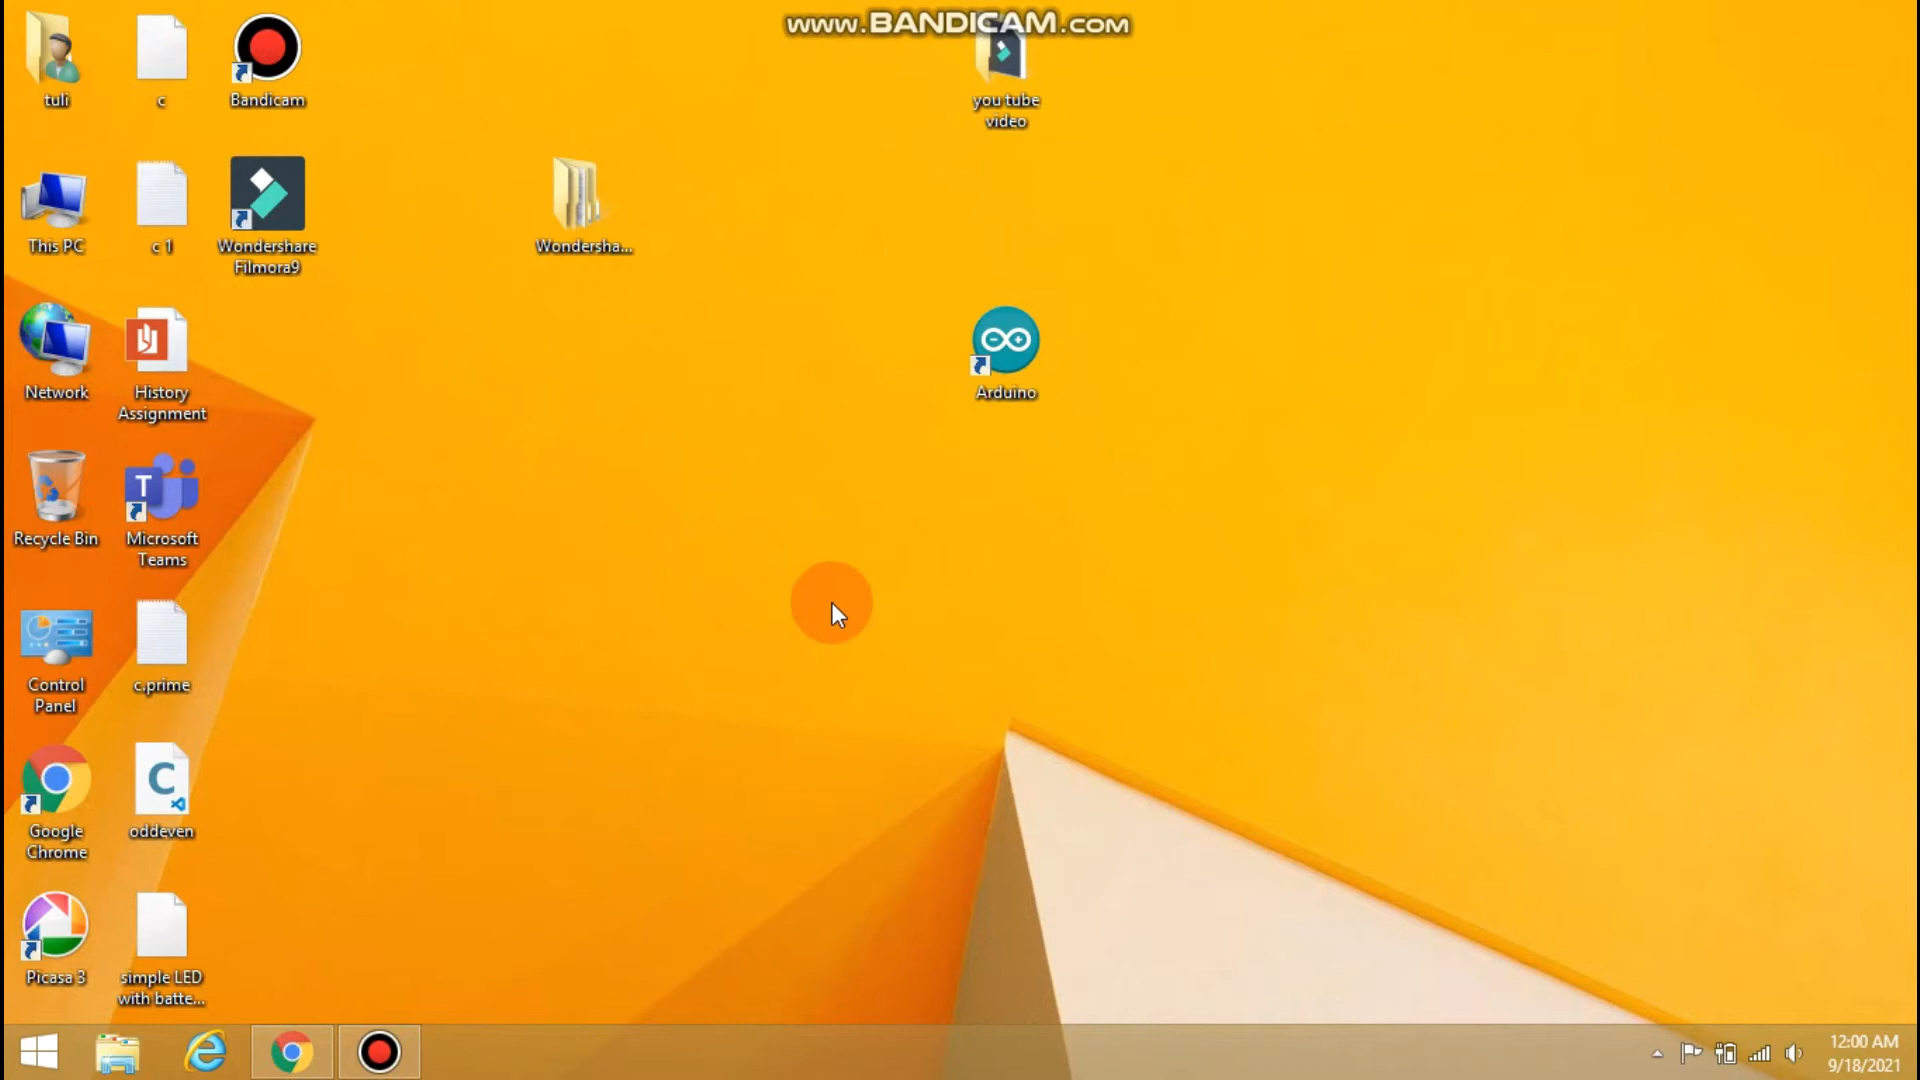 www.BANDICAM.com
tuli
c
Bandicam
you tube
video
This PC
c 1
Wondershare
Filmora9
Wondersha...
Network
History
Assignment
Arduino
Recycle Bin
T
Microsoft
Teams
Control
Panel
c.prime
Google
Chrome
C
oddeven
Picasa 3
simple LED
with batte...
12:00 AM
9/18/2021